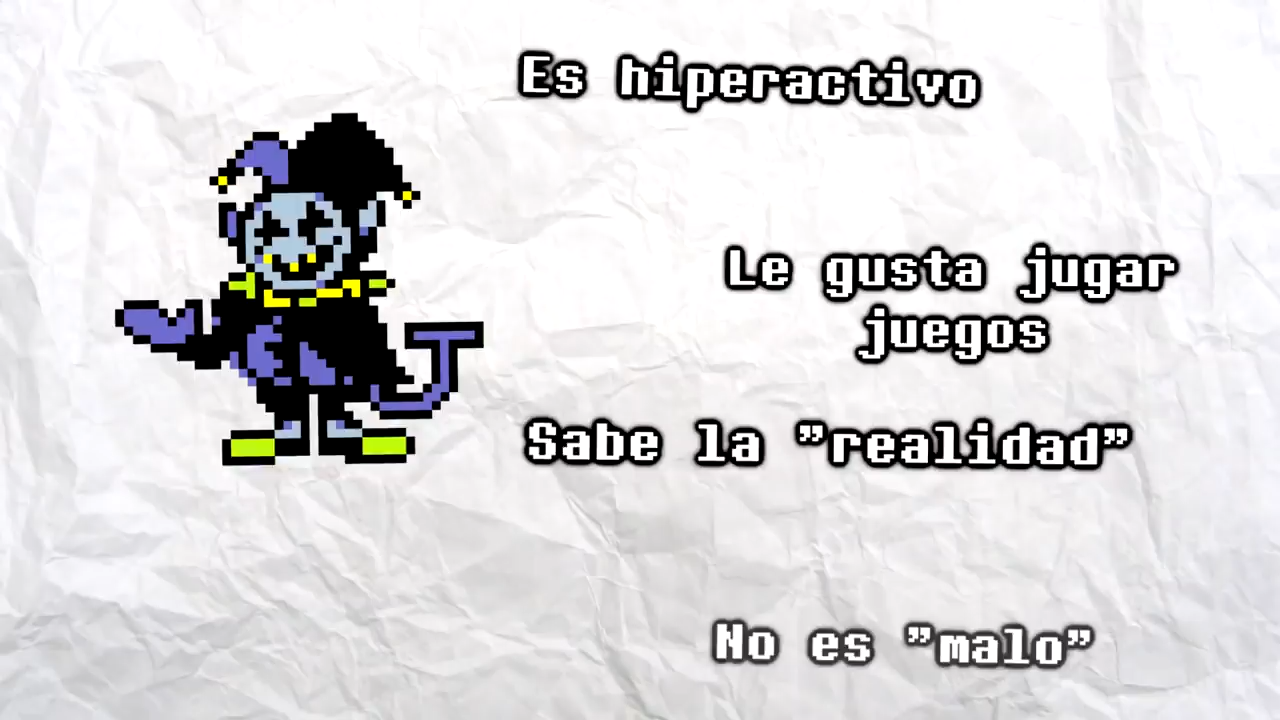 Es hiperactivo
Le gusta jugar
juegos
Sabe la ”realidad”
No es ”malo”